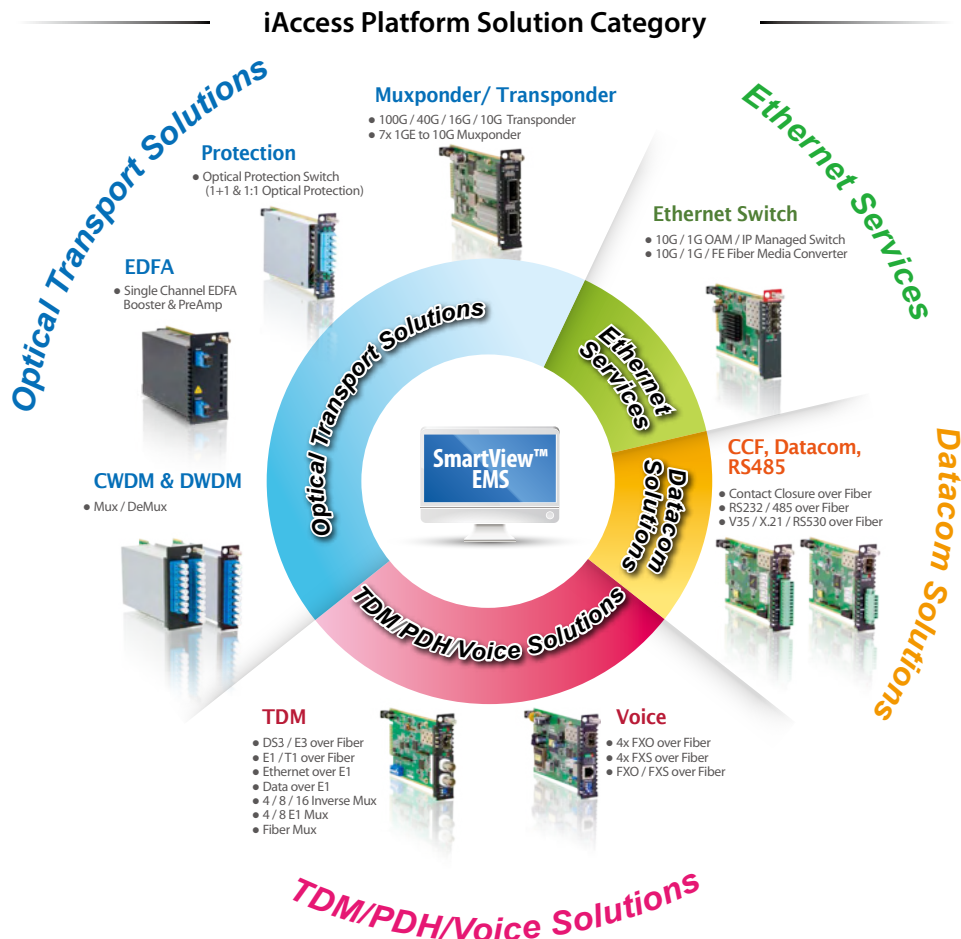 iAccess Platform Solution Category
Optical Transport Solutions
Muxponder/ Transponder
● 100G / 40G / 16G / 10G Transponder
● 7x 1GE to 10G Muxponder
Protection
● Optical Protection Switch
(1+1 & 1:1 Optical Protection)
EDFA
● Single Channel EDFA
Booster & PreAmp
CWDM & DWDM
● Mux / DeMux
Ethernet Services
Ethernet Switch
● 10G / 1G OAM / IP Managed Switch
● 10G / 1G / FE Fiber Media Converter
Optical Transport Solutions
Ethernet
Services
Datacom
Solutions
TDM/PDH/Voice Solutions
SmartView™
EMS
Datacom Solutions
CCF, Datacom,
RS485
● Contact Closure over Fiber
● RS232 / 485 over Fiber
● V35 / X.21 / RS530 over Fiber
TDM
● DS3 / E3 over Fiber
● E1 / T1 over Fiber
● Ethernet over E1
● Data over E1
● 4 / 8 / 16 Inverse Mux
● 4 / 8 E1 Mux
● Fiber Mux
Voice
● 4x FXO over Fiber
● 4x FXS over Fiber
● FXO / FXS over Fiber
TDM/PDH/Voice Solutions